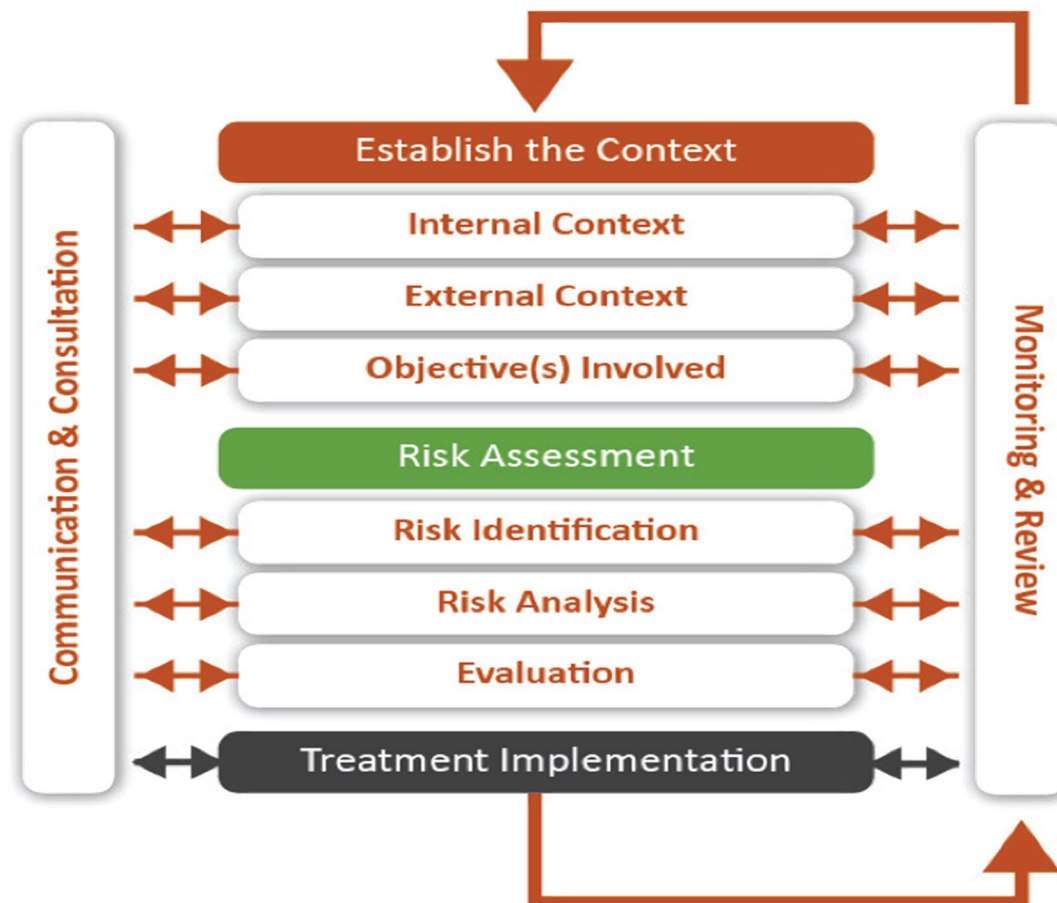 Communication & Consultation
Establish the Context
Internal Context
External Context
Objective(s) Involved
Risk Assessment
Risk Identification
Risk Analysis
Evaluation
Treatment Implementation
Monitoring & Review